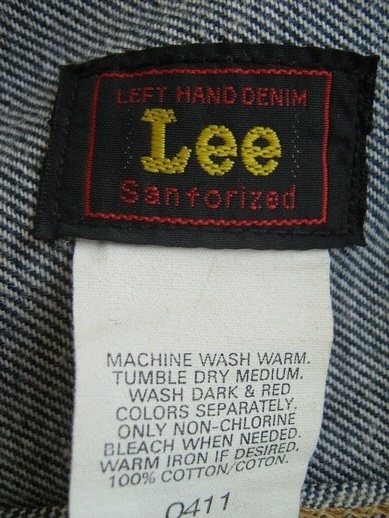 LEFT HAND DENIM
Lee
Sanforized
MACHINE WASH WARM.
TUMBLE DRY MEDIUM.
WASH DARK & RED
COLORS SEPARATELY.
ONLY NON-CHLORINE
BLEACH WHEN NEEDED.
WARM IRON IF DESIRED.
100% COTTON/COTON.
0411